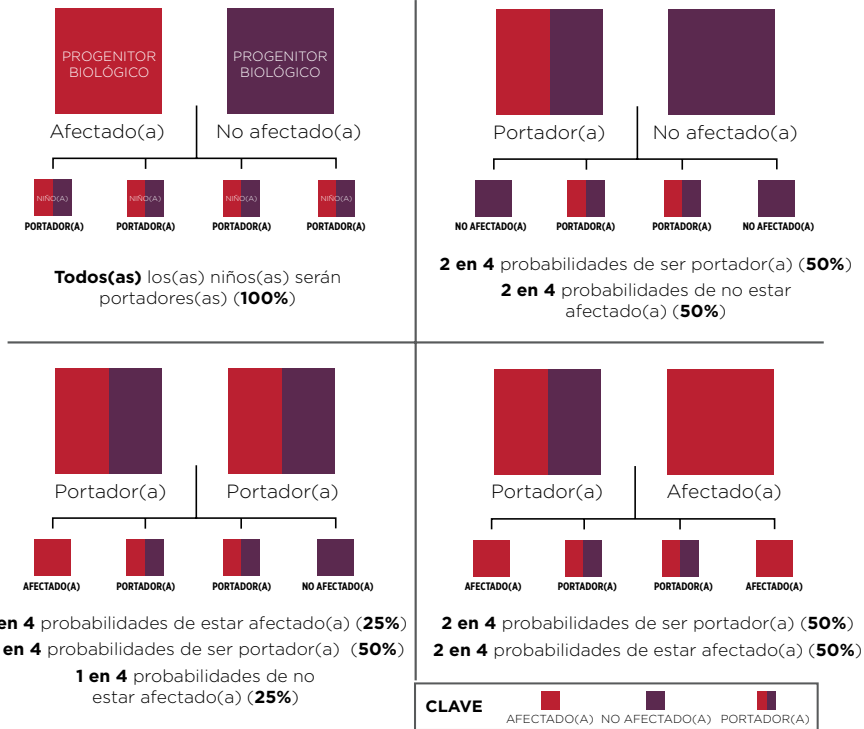 PROGENITOR
BIOLÓGICO
PROGENITOR
BIOLÓGICO
Afectado(a)
No afectado(a)
NIÑO(A)
NIÑO(A)
NIÑO(A)
NIÑO(A)
PORTADOR(A)
PORTADOR(A)
PORTADOR(A)
PORTADOR(A)
Todos(as) los(as) niños(as) serán
portadores(as) (100%)
Portador(a)
No afectado(a)
NO AFECTADO(A)
PORTADOR(A)
PORTADOR(A)
NO AFECTADO(A)
2 en 4 probabilidades de ser portador(a) (50%)
2 en 4 probabilidades de no estar
afectado(a) (50%)
Portador(a)
Portador(a)
AFECTADO(A)
PORTADOR(A)
PORTADOR(A)
NO AFECTADO(A)
en 4 probabilidades de estar afectado(a) (25%)
en 4 probabilidades de ser portador(a) (50%)
1 en 4 probabilidades de no
estar afectado(a) (25%)
Portador(a)
Afectado(a)
AFECTADO(A)
PORTADOR(A)
PORTADOR(A)
AFECTADO(A)
2 en 4 probabilidades de ser portador(a) (50%)
2 en 4 probabilidades de estar afectado(a) (50%)
CLAVE
AFECTADO(A) NO AFECTADO(A) PORTADOR(A)